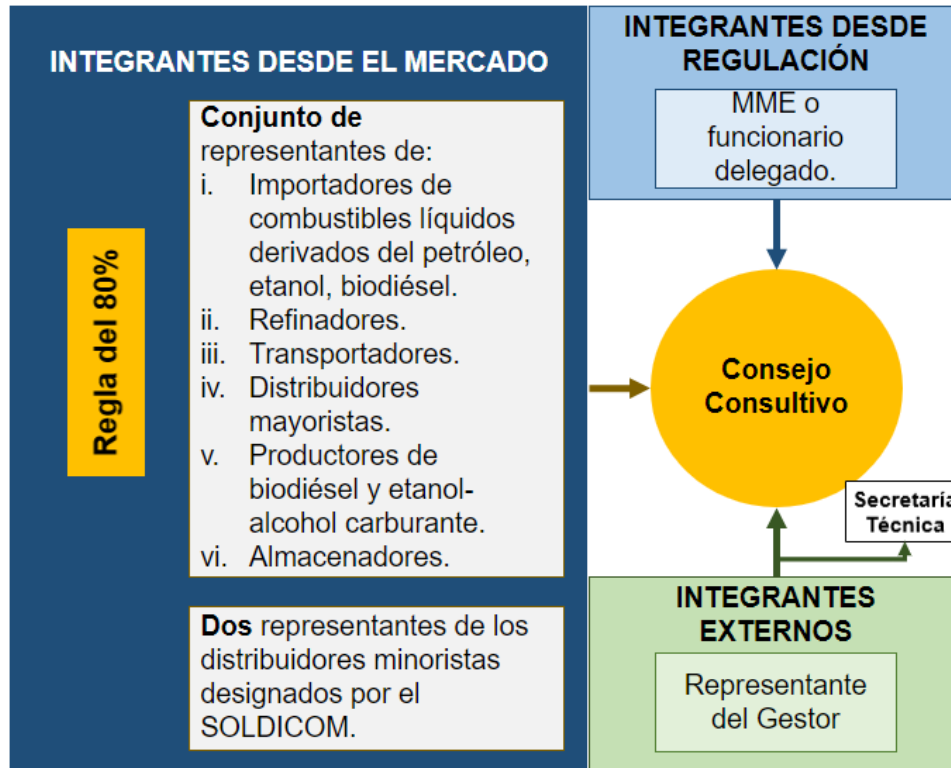 INTEGRANTES DESDE EL MERCADO
Regla del 80%
Conjunto de
representantes de:
i. Importadores de
combustibles líquidos
derivados del petróleo,
etanol, biodiésel.
ii. Refinadores.
iii. Transportadores.
iv. Distribuidores
mayoristas.
v. Productores de
biodiésel y etanol-
alcohol carburante.
vi. Almacenadores.
Dos representantes de los
distribuidores minoristas
designados por el
SOLDICOM.
INTEGRANTES DESDE
REGULACIÓN
MME o
funcionario
delegado.
Consejo
Consultivo
Secretaría
Técnica
INTEGRANTES
EXTERNOS
Representante
del Gestor